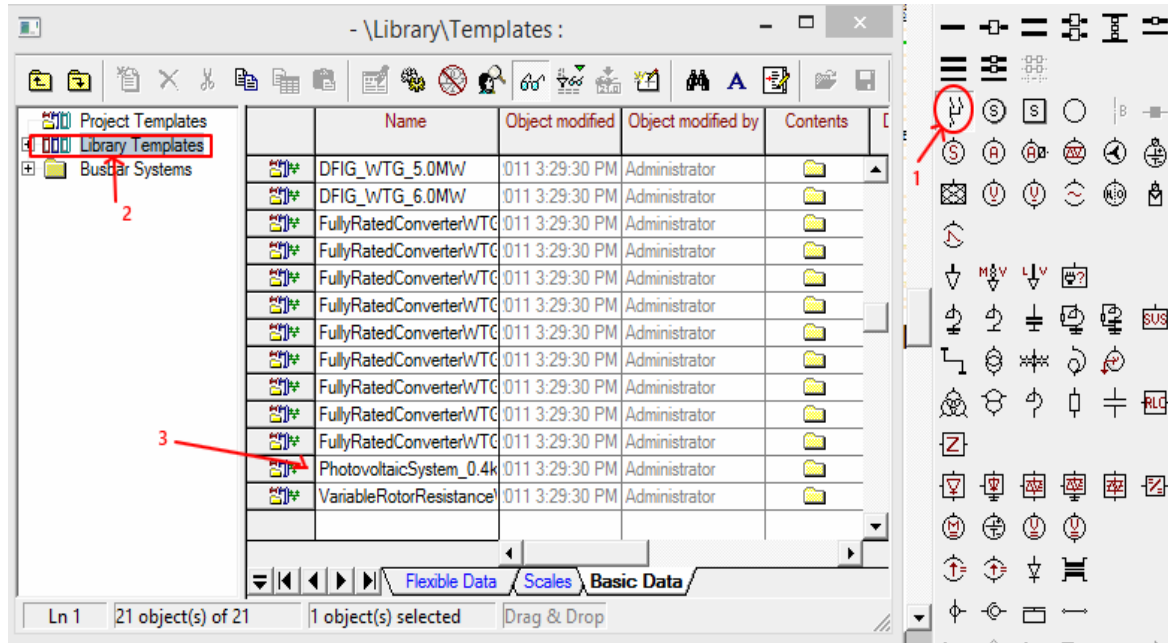 - \Library\Templates :
Project Templates
Library Templates
Busbar Systems
Name Object modified Object modified by Contents
DFIG_WTG_5.0MW 011 3:29:30 PM Administrator
DFIG_WTG_6.0MW 011 3:29:30 PM Administrator
FullyRatedConverterWTG 011 3:29:30 PM Administrator
FullyRatedConverterWTG 011 3:29:30 PM Administrator
FullyRatedConverterWTG 011 3:29:30 PM Administrator
FullyRatedConverterWTG 011 3:29:30 PM Administrator
FullyRatedConverterWTG 011 3:29:30 PM Administrator
FullyRatedConverterWTG 011 3:29:30 PM Administrator
FullyRatedConverterWTG 011 3:29:30 PM Administrator
FullyRatedConverterWTG 011 3:29:30 PM Administrator
FullyRatedConverterWTG 011 3:29:30 PM Administrator
PhotovoltaicSystem_0.4k 011 3:29:30 PM Administrator
VariableRotorResistance 011 3:29:30 PM Administrator
Flexible Data Scales Basic Data
Ln 1 21 object(s) of 21 1 object(s) selected Drag & Drop
1
2
3
A
S S B
S A
V V
M V L V
SVS
RLC
Z
M V V